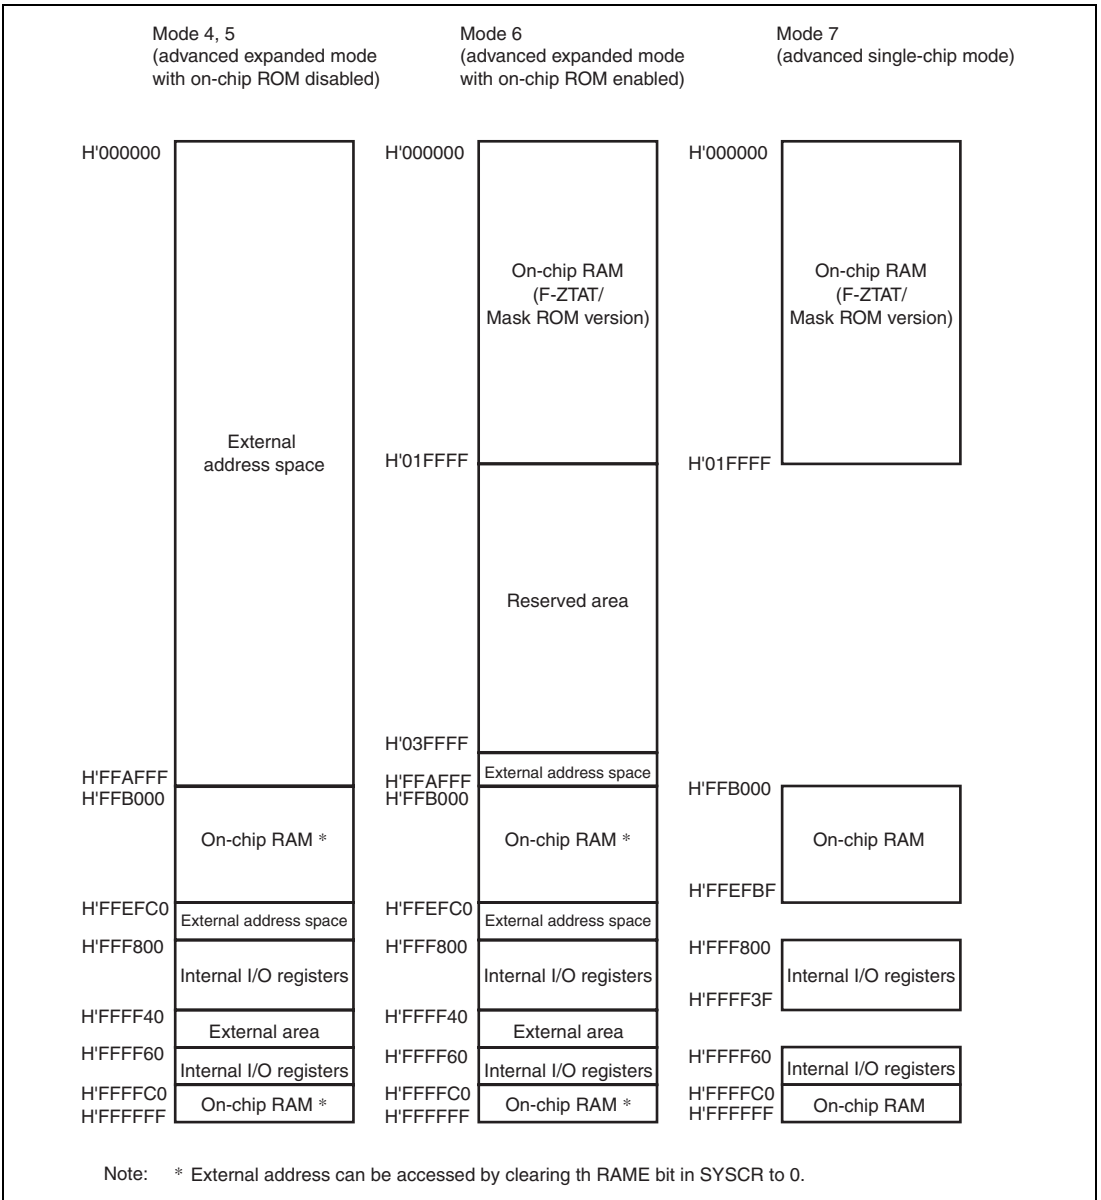 Mode 4, 5
(advanced expanded mode
with on-chip ROM disabled)
Mode 6
(advanced expanded mode
with on-chip ROM enabled)
Mode 7
(advanced single-chip mode)
H'000000
External
address space
H'FFAFFF
H'FFB000
On-chip RAM *
H'FFEFC0
External address space
H'FFF800
Internal I/O registers
H'FFFF40
External area
H'FFFF60
Internal I/O registers
H'FFFFC0
On-chip RAM *
H'FFFFFF
H'000000
On-chip RAM
(F-ZTAT/
Mask ROM version)
H'01FFFF
Reserved area
H'03FFFF
External address space
H'FFAFFF
H'FFB000
On-chip RAM *
H'FFEFC0
External address space
H'FFF800
Internal I/O registers
H'FFFF40
External area
H'FFFF60
Internal I/O registers
H'FFFFC0
On-chip RAM *
H'FFFFFF
H'000000
On-chip RAM
(F-ZTAT/
Mask ROM version)
H'01FFFF
H'FFB000
On-chip RAM
H'FFEFBF
H'FFF800
Internal I/O registers
H'FFFF3F
H'FFFF60
Internal I/O registers
H'FFFFC0
On-chip RAM
H'FFFFFF
Note: * External address can be accessed by clearing th RAME bit in SYSCR to 0.